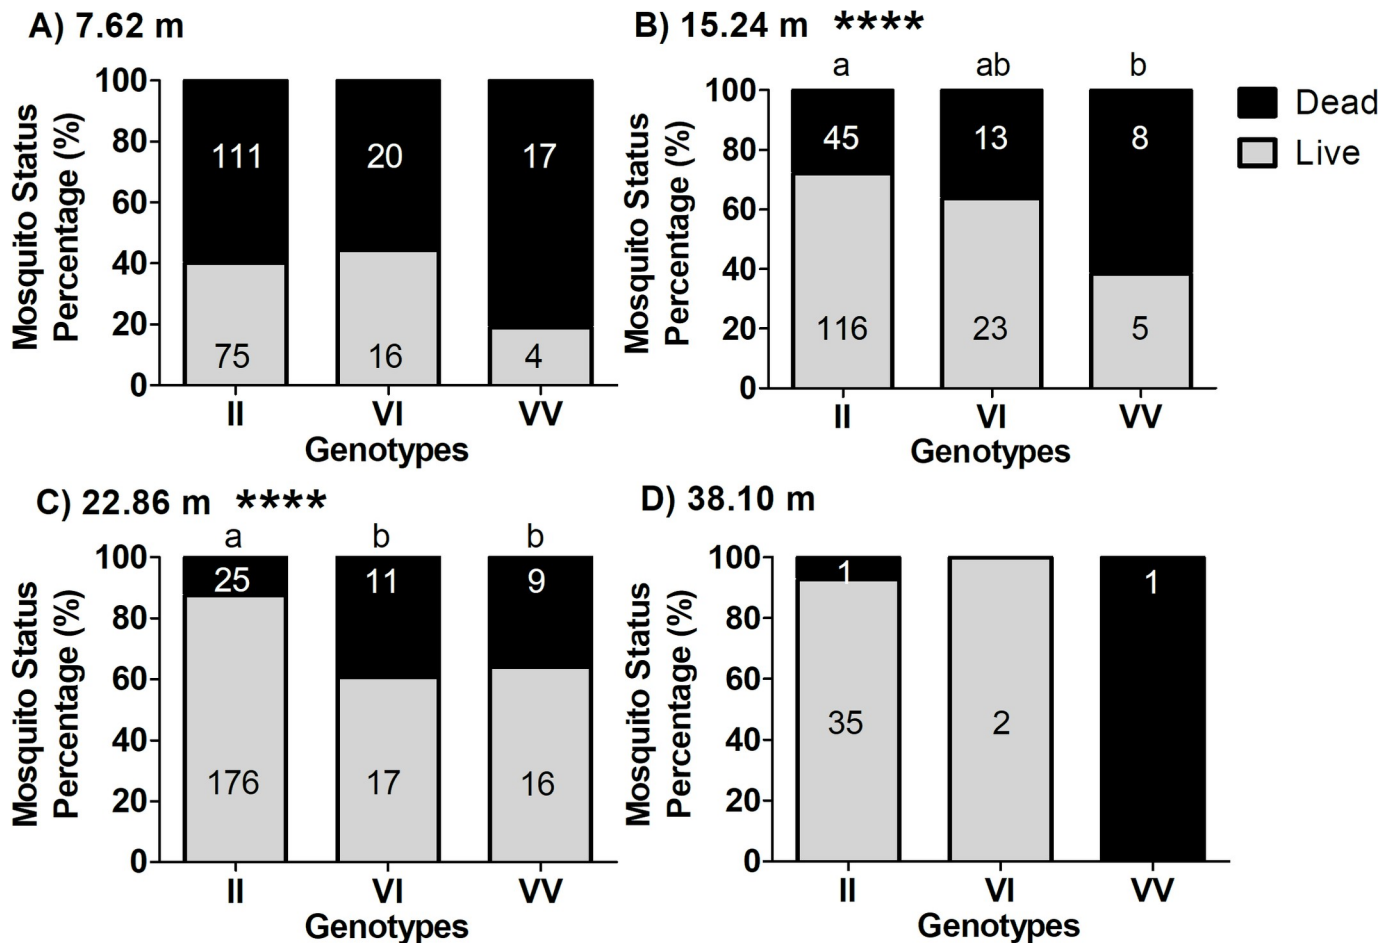 A) 7.62 m
Mosquito Status
Percentage (%)
100
80
60
40
20
0
111
20
17
75
16
4
II
VI
VV
Genotypes
B) 15.24 m ****
a
ab
b
Mosquito Status
Percentage (%)
100
80
60
40
20
0
45
13
8
116
23
5
II
VI
VV
Genotypes
Dead
Live
C) 22.86 m ****
a
b
b
Mosquito Status
Percentage (%)
100
80
60
40
20
0
25
11
9
176
17
16
II
VI
VV
Genotypes
D) 38.10 m
Mosquito Status
Percentage (%)
100
80
60
40
20
0
1
1
35
2
II
VI
VV
Genotypes